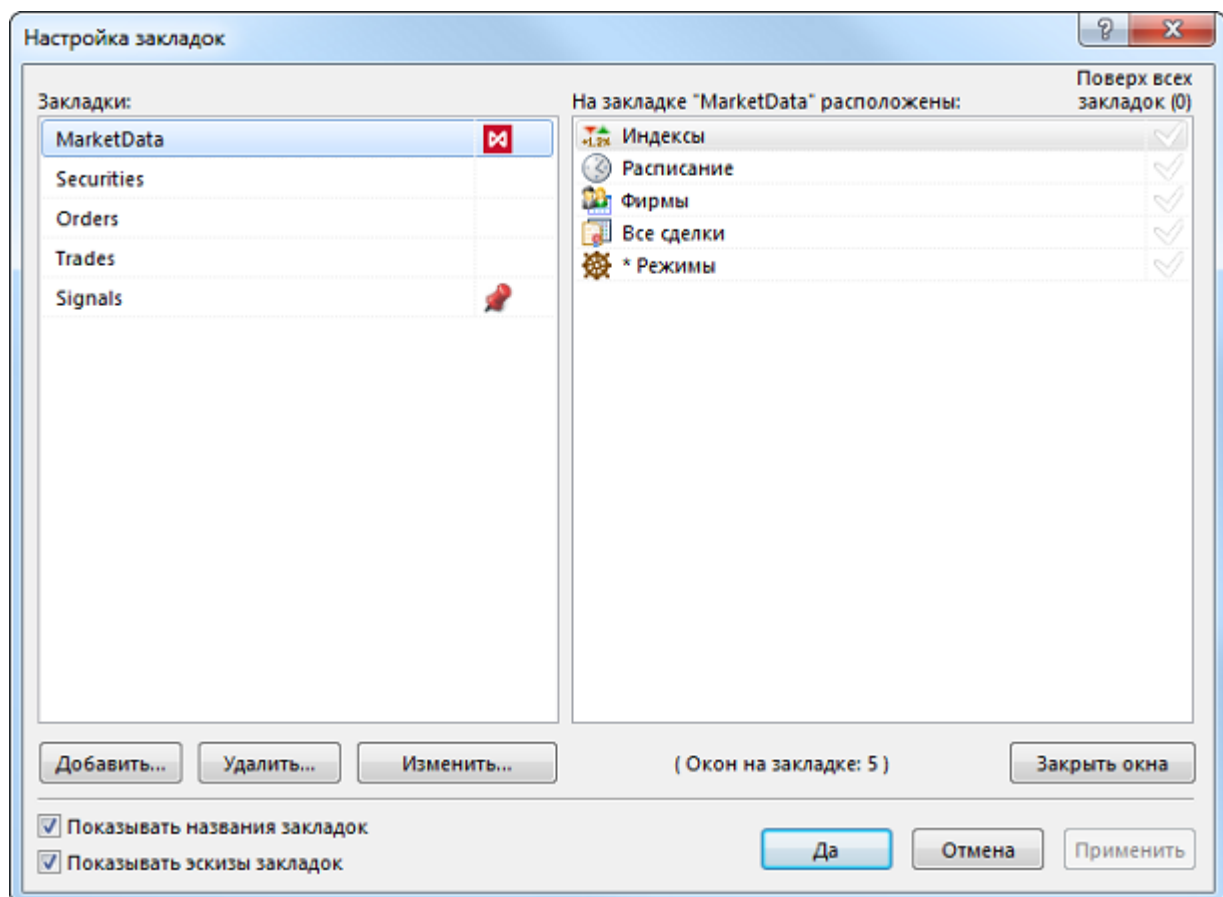 Настройка закладок
Закладки:
На закладке "MarketData" расположены:
Поверх всех
закладок (0)
MarketData
Securities
Orders
Trades
Signals
+1.2%
Индексы
Расписание
Фирмы
Все сделки
* Режимы
Добавить...
Удалить...
Изменить...
( Окон на закладке: 5 )
Закрыть окна
Показывать названия закладок
Показывать эскизы закладок
Да
Отмена
Применить